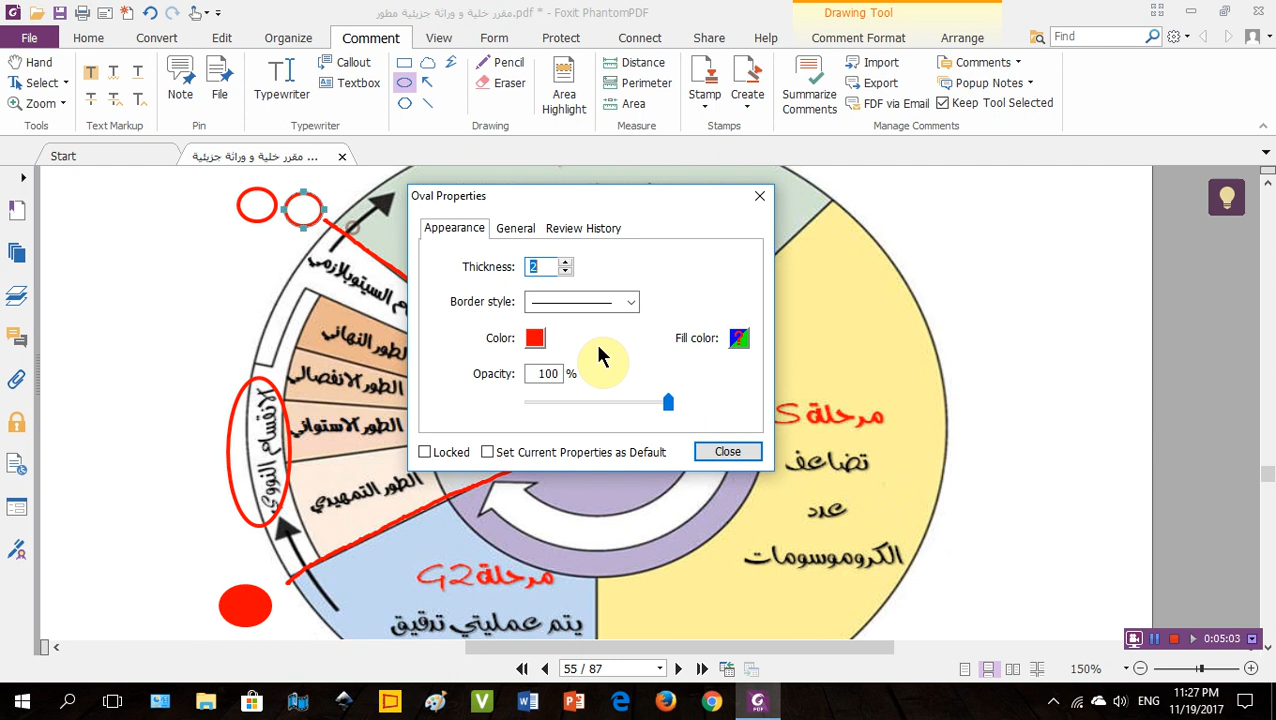 مقرر خلية و وراثة جزيئية مطور.pdf * - Foxit PhantomPDF
Drawing Tool
File Home Convert Edit Organize Comment View Form Protect Connect Share Help Comment Format Arrange Find
Hand
Select
Zoom
Tools
Text Markup
Note
File
Pin
Typewriter
Callout
Textbox
Typewriter
Pencil
Eraser
Area Highlight
Drawing
Distance
Perimeter
Area
Measure
Stamp
Create
Stamps
Summarize Comments
Import
Export
FDF via Email
Comments
Popup Notes
Keep Tool Selected
Manage Comments
Start
مقرر خلية و وراثة جزيئية ...
Oval Properties
Appearance General Review History
Thickness: 2
Border style:
Color:
Fill color: ?
Opacity: 100 %
Locked
Set Current Properties as Default
Close
الطور النهائي
الطور الانفصالي
الطور الاستوائي
الطور التمهيدي
الانقسام النووي
مرحلة S
تضاعف
عدد
الكروموسومات
مرحلة G2
يتم عمليتي تدقيق
0:05:03
55 / 87
150%
ENG
11:27 PM
11/19/2017